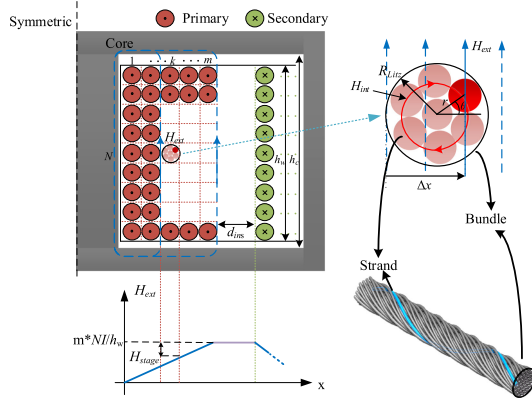 Primary
Secondary
Symmetric
Core
1
k
m
N
H_ext
h_w
h_c
d_ins
H_ext
m*NI/h_w
H_stage
x
H_ext
R_Litz
H_int
r
Δx
Bundle
Strand